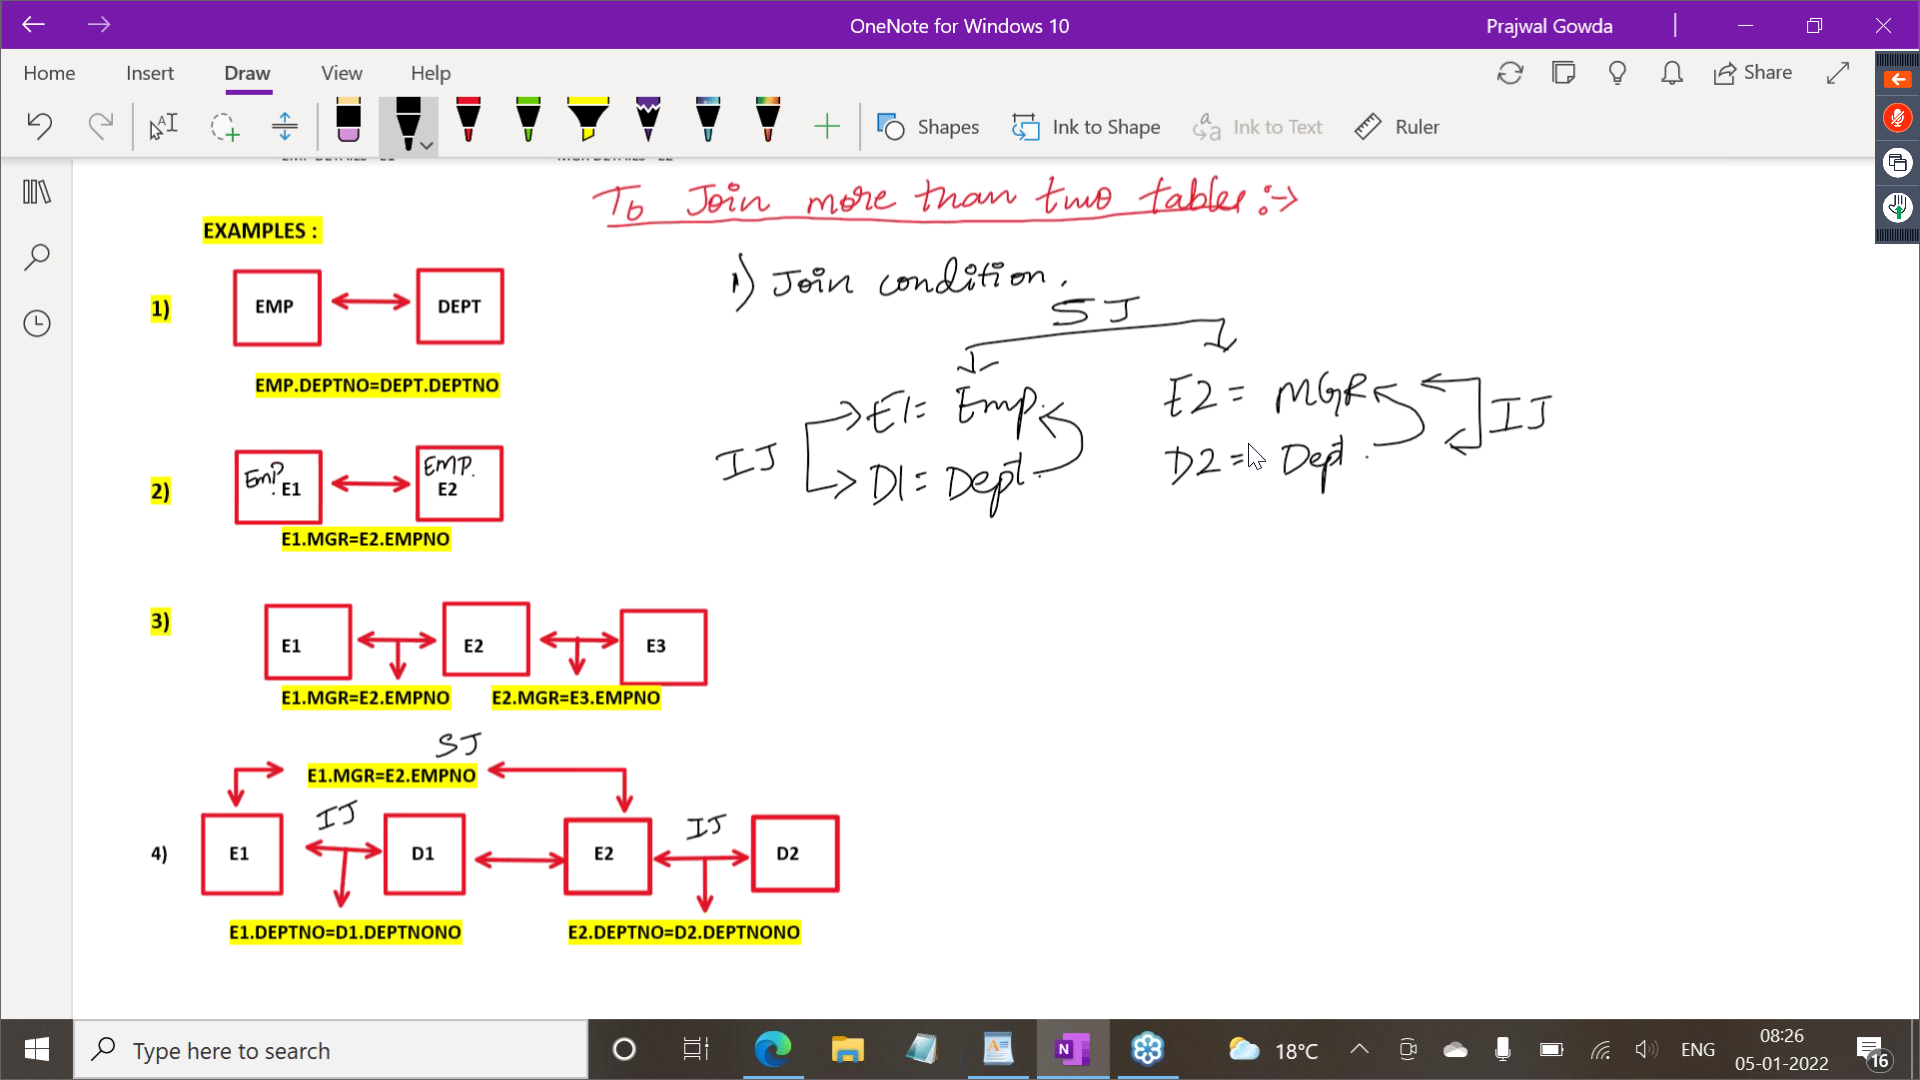 OneNote for Windows 10
Prajwal Gowda
Home Insert Draw View Help
Share
Shapes Ink to Shape Ink to Text Ruler
To Join more than two tables :->
EXAMPLES :
1) Join condition.
SJ
1) EMP DEPT
EMP.DEPTNO=DEPT.DEPTNO
E1= Emp. E2= MGR
IJ IJ
D1= Dept. D2= Dept.
2) Emp. E1 EMP. E2
E1.MGR=E2.EMPNO
3) E1 E2 E3
E1.MGR=E2.EMPNO E2.MGR=E3.EMPNO
SJ
E1.MGR=E2.EMPNO
IJ IJ
4) E1 D1 E2 D2
E1.DEPTNO=D1.DEPTNONO E2.DEPTNO=D2.DEPTNONO
Type here to search
18°C
ENG
08:26
05-01-2022
16